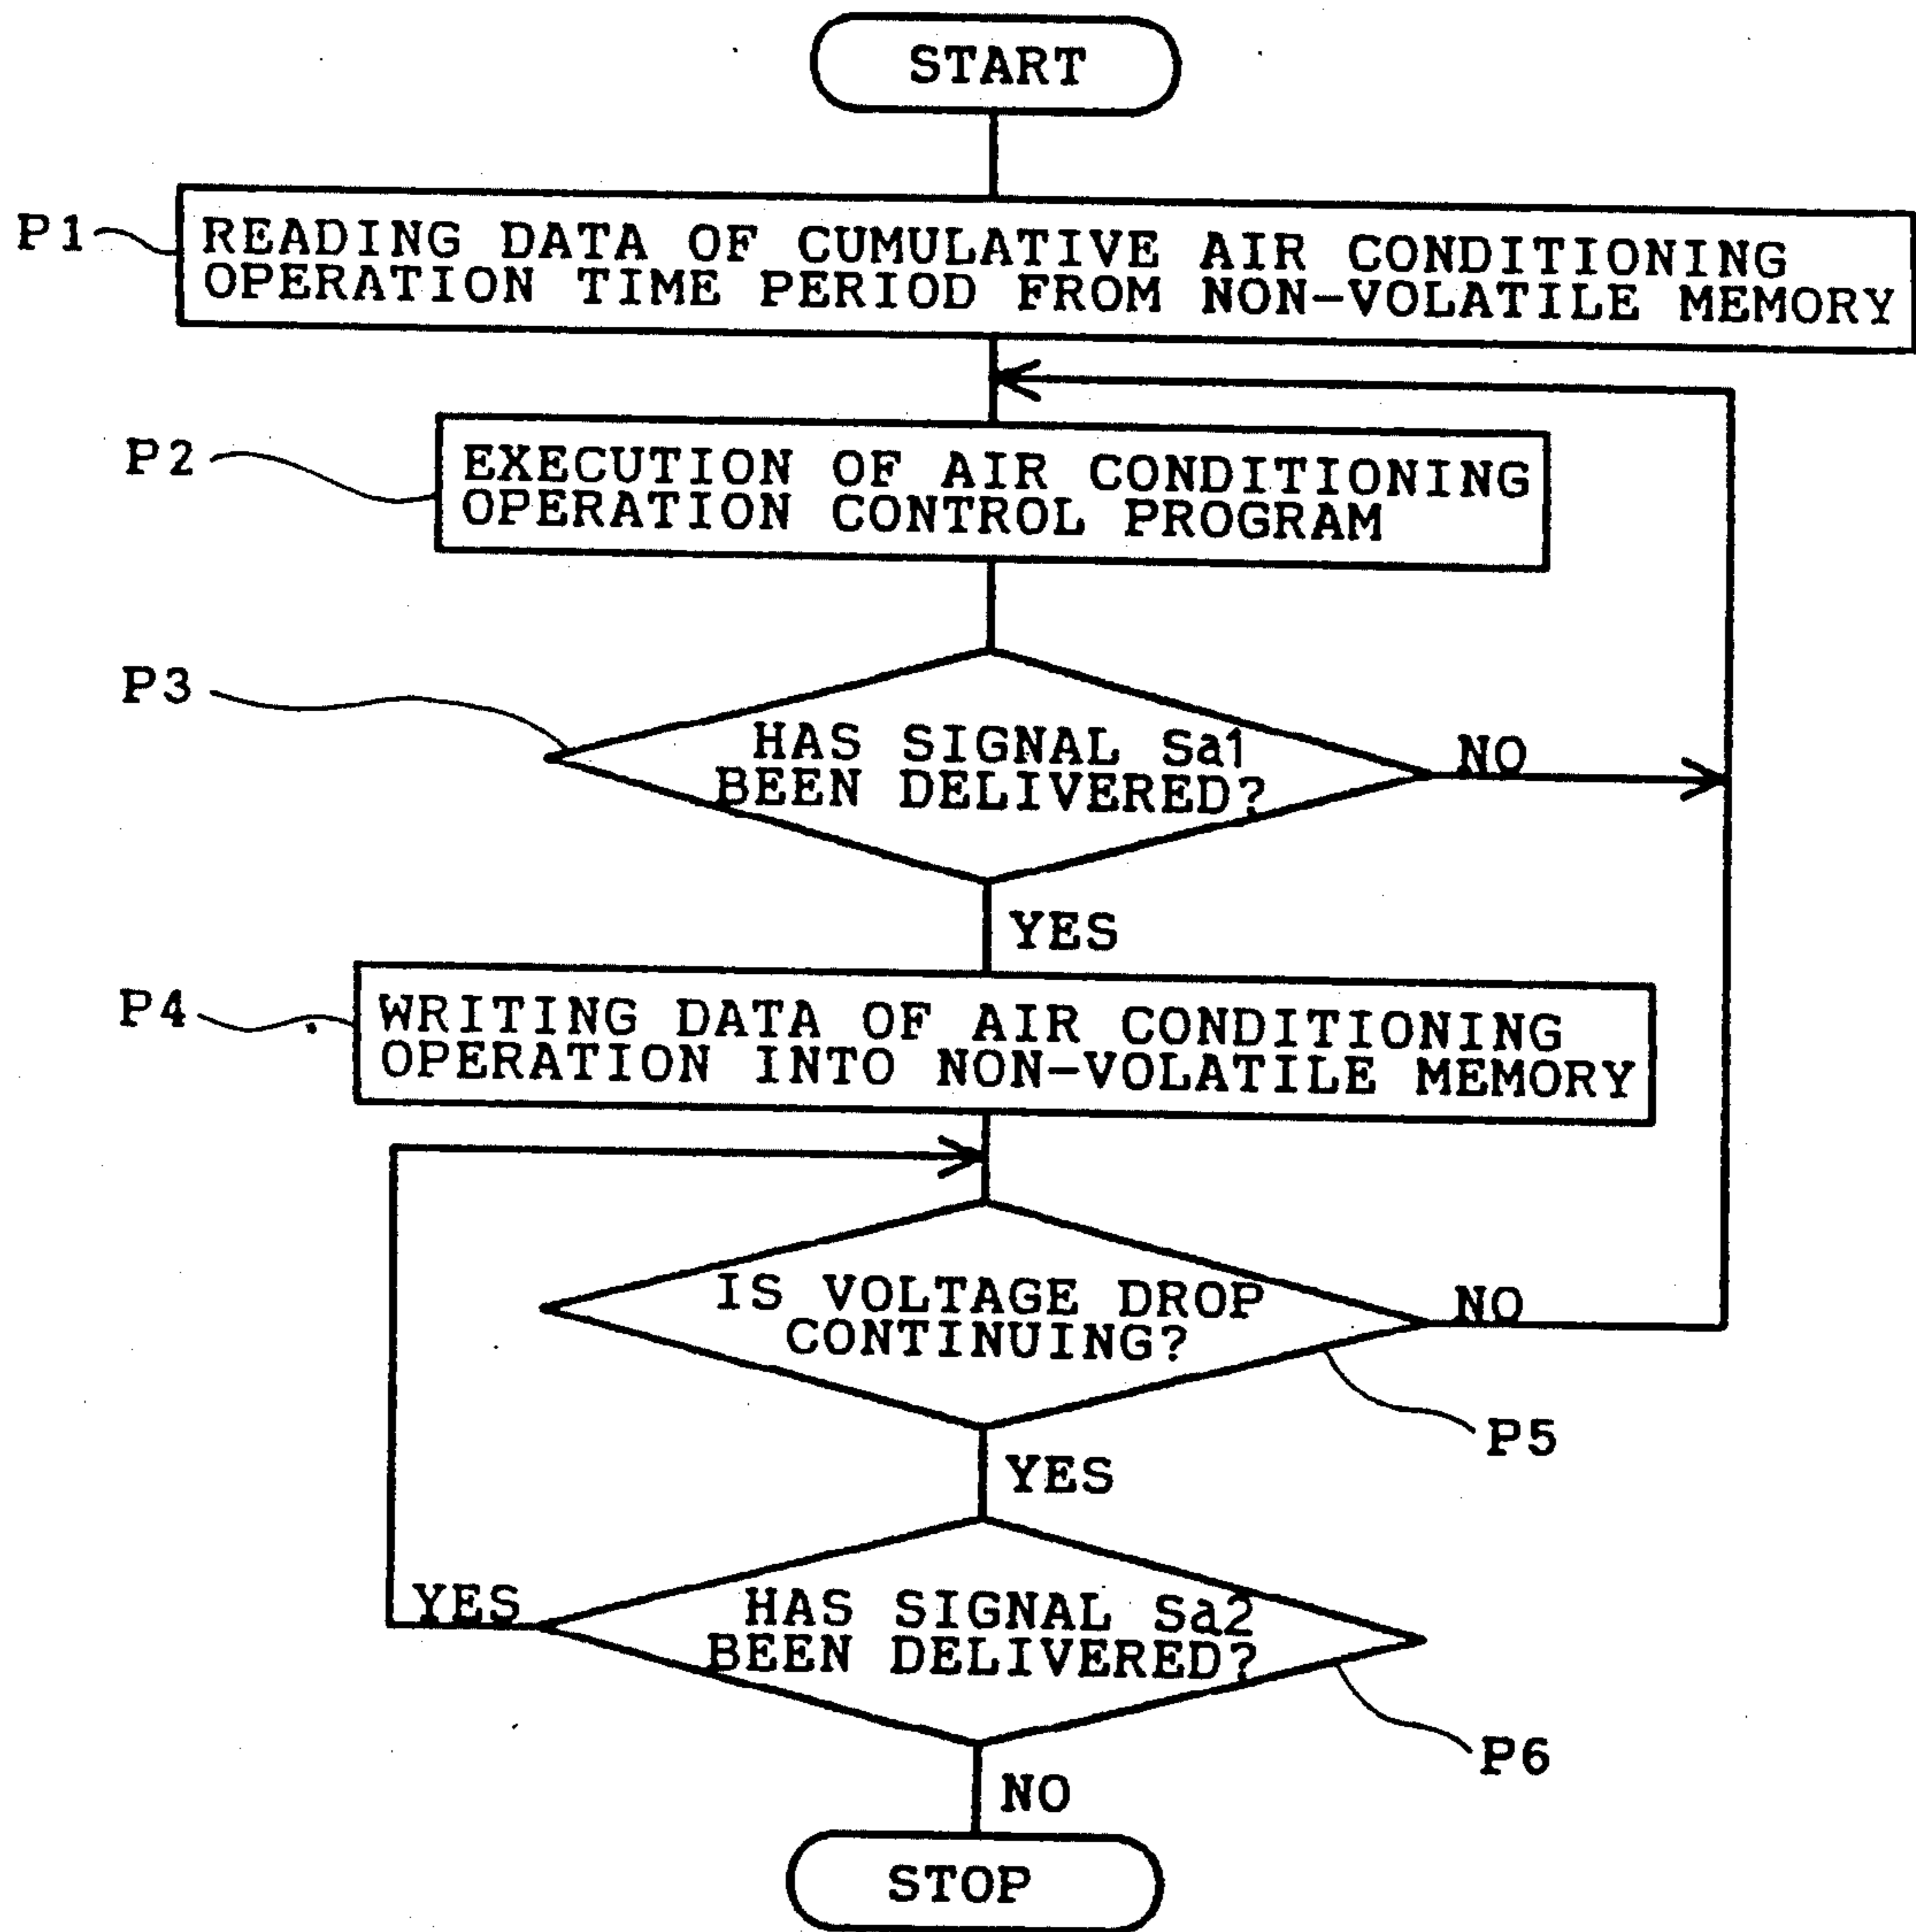 START
P1
READING DATA OF CUMULATIVE AIR CONDITIONING
OPERATION TIME PERIOD FROM NON-VOLATILE MEMORY
P2
EXECUTION OF AIR CONDITIONING
OPERATION CONTROL PROGRAM
P3
HAS SIGNAL Sa1
BEEN DELIVERED?
NO
YES
P4
WRITING DATA OF AIR CONDITIONING
OPERATION INTO NON-VOLATILE MEMORY
IS VOLTAGE DROP
CONTINUING?
NO
P5
YES
YES
HAS SIGNAL Sa2
BEEN DELIVERED?
P6
NO
STOP